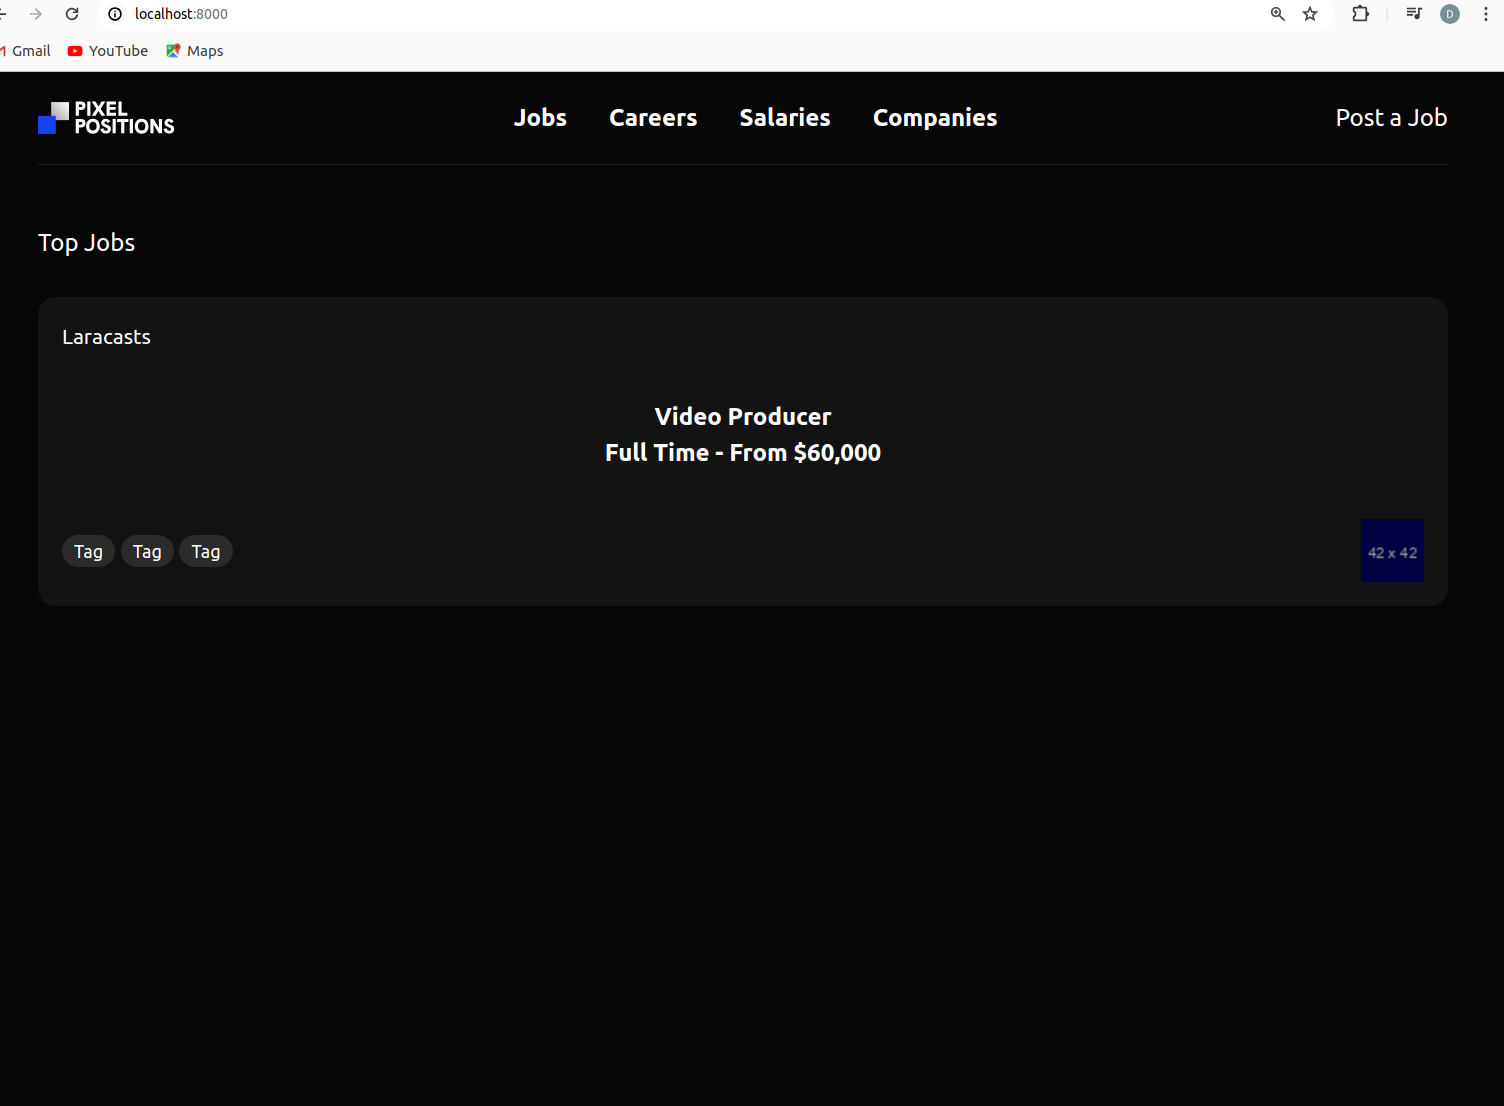 localhost:8000
D
Gmail YouTube Maps
PIXEL
POSITIONS
Jobs Careers Salaries Companies
Post a Job
Top Jobs
Laracasts
Video Producer
Full Time - From $60,000
Tag Tag Tag
42 x 42